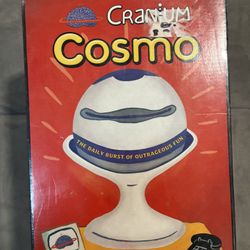 CRANIUM
Cosmo
THE DAILY BURST OF OUTRAGEOUS FUN